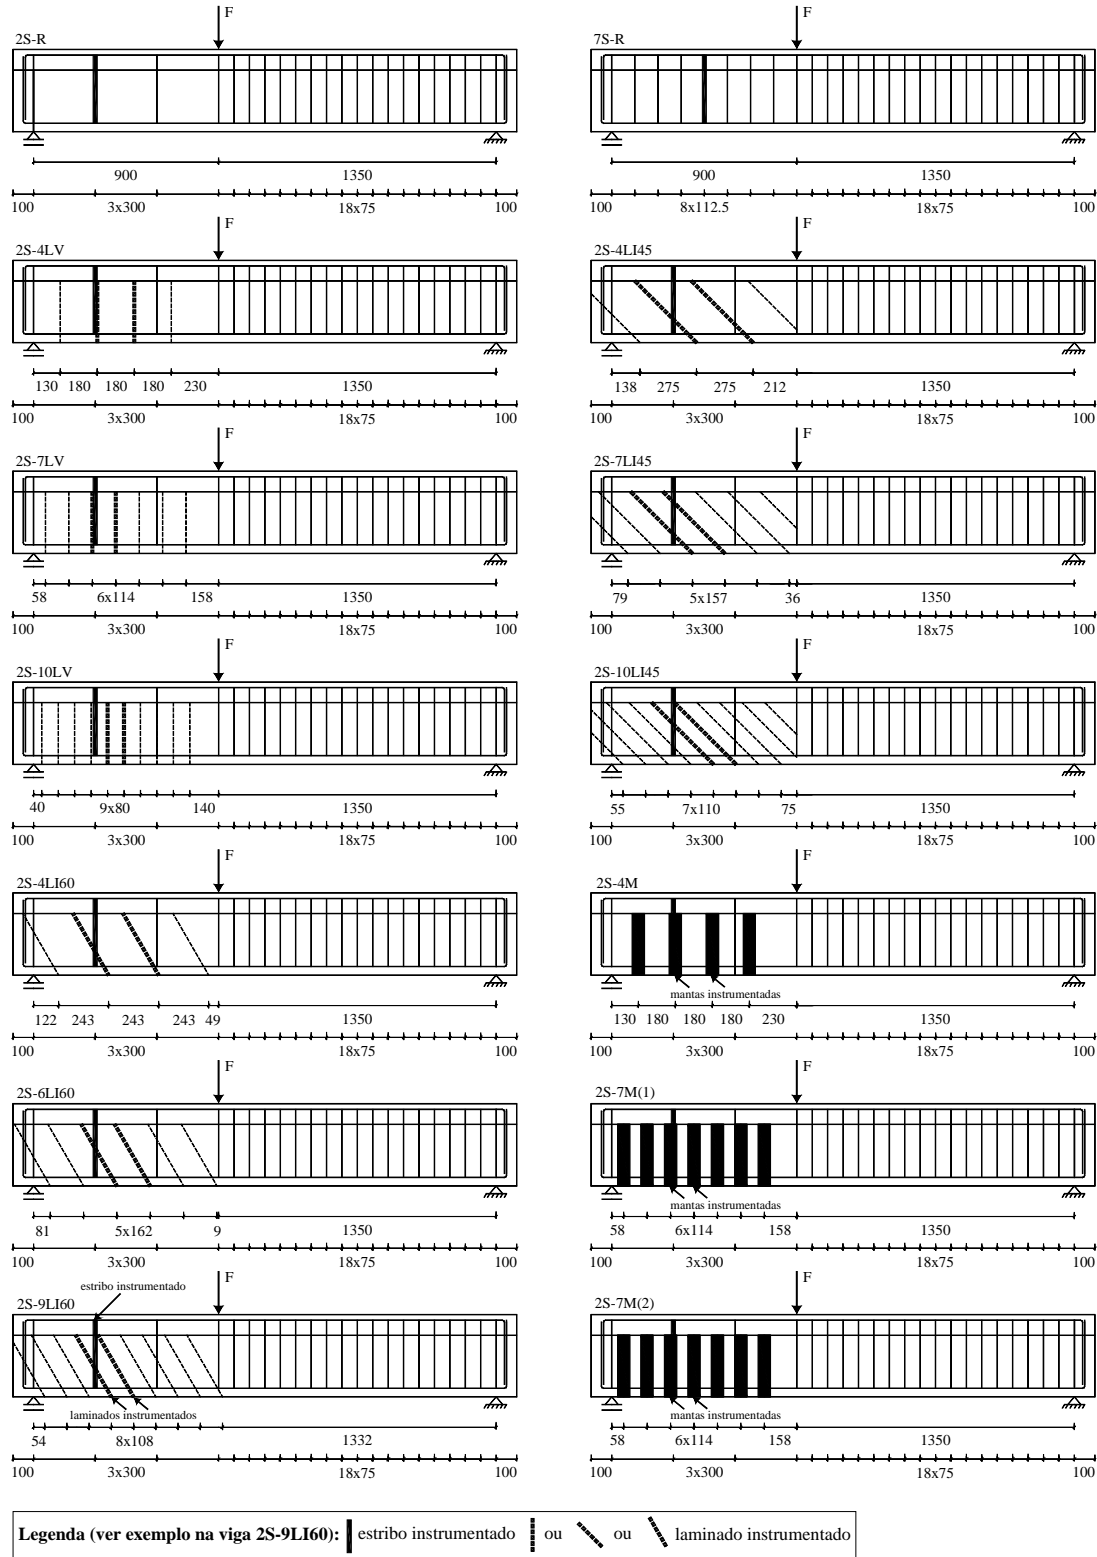 F
2S-R
900
1350
100
3x300
18x75
100
F
7S-R
900
1350
100
8x112.5
18x75
100
F
2S-4LV
130 180 180 180 230
1350
100
3x300
18x75
100
F
2S-4LI45
138 275 275 212
1350
100
3x300
18x75
100
F
2S-7LV
58
6x114
158
1350
100
3x300
18x75
100
F
2S-7LI45
79
5x157
36
1350
100
3x300
18x75
100
F
2S-10LV
40
9x80
140
1350
100
3x300
18x75
100
F
2S-10LI45
55
7x110
75
1350
100
3x300
18x75
100
F
2S-4LI60
122 243 243 243 49
1350
100
3x300
18x75
100
F
2S-4M
mantas instrumentadas
130 180 180 180 230
1350
100
3x300
18x75
100
F
2S-6LI60
81
5x162
9
1350
100
3x300
18x75
100
F
2S-7M(1)
mantas instrumentadas
58
6x114
158
1350
100
3x300
18x75
100
F
estribo instrumentado
2S-9LI60
laminados instrumentados
54
8x108
1332
100
3x300
18x75
100
F
2S-7M(2)
mantas instrumentadas
58
6x114
158
1350
100
3x300
18x75
100
Legenda (ver exemplo na viga 2S-9LI60): estribo instrumentado ou ou laminado instrumentado